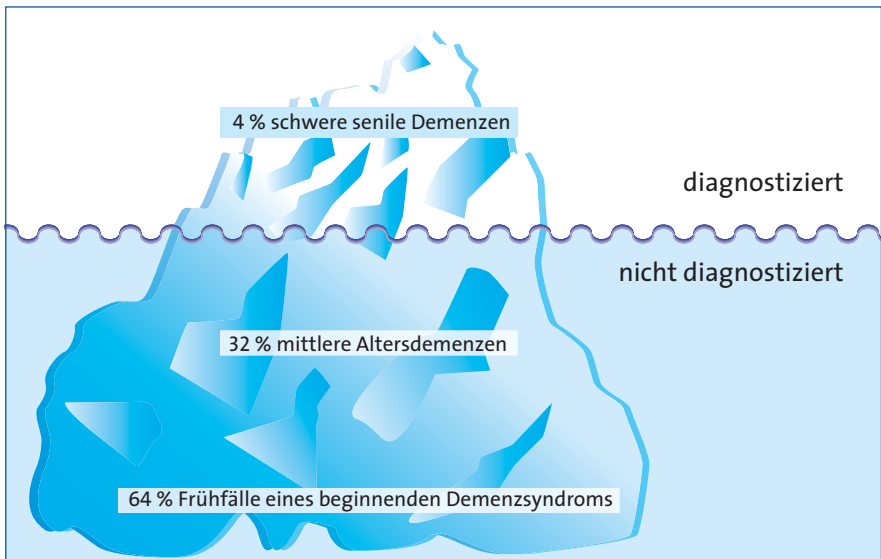 4 % schwere senile Demenzen
diagnostiziert
nicht diagnostiziert
32 % mittlere Altersdemenzen
64 % Frühfälle eines beginnenden Demenzsyndroms